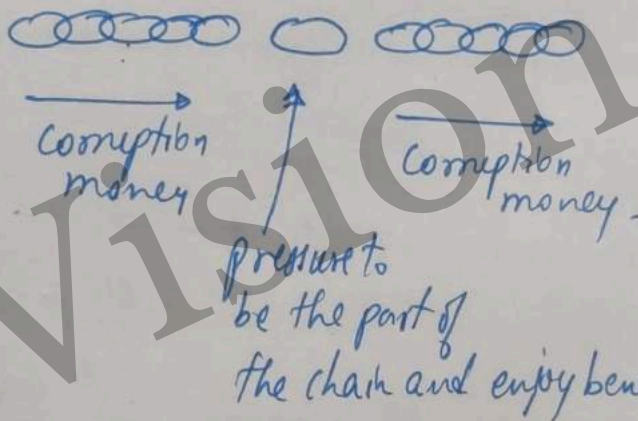 Corruption money
Corruption money.
pressure to
be the part of
the chain and enjoy ben
Vision